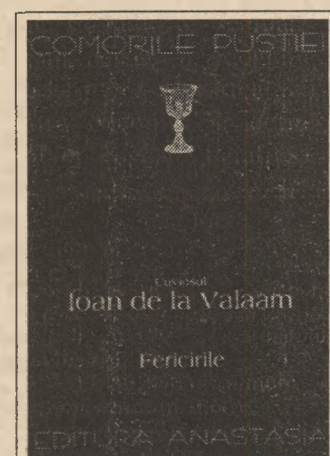 COMORILE PUSTIEI
Cuviosul
Ioan de la Valaam
Fericirile
EDITURA ANASTASIA